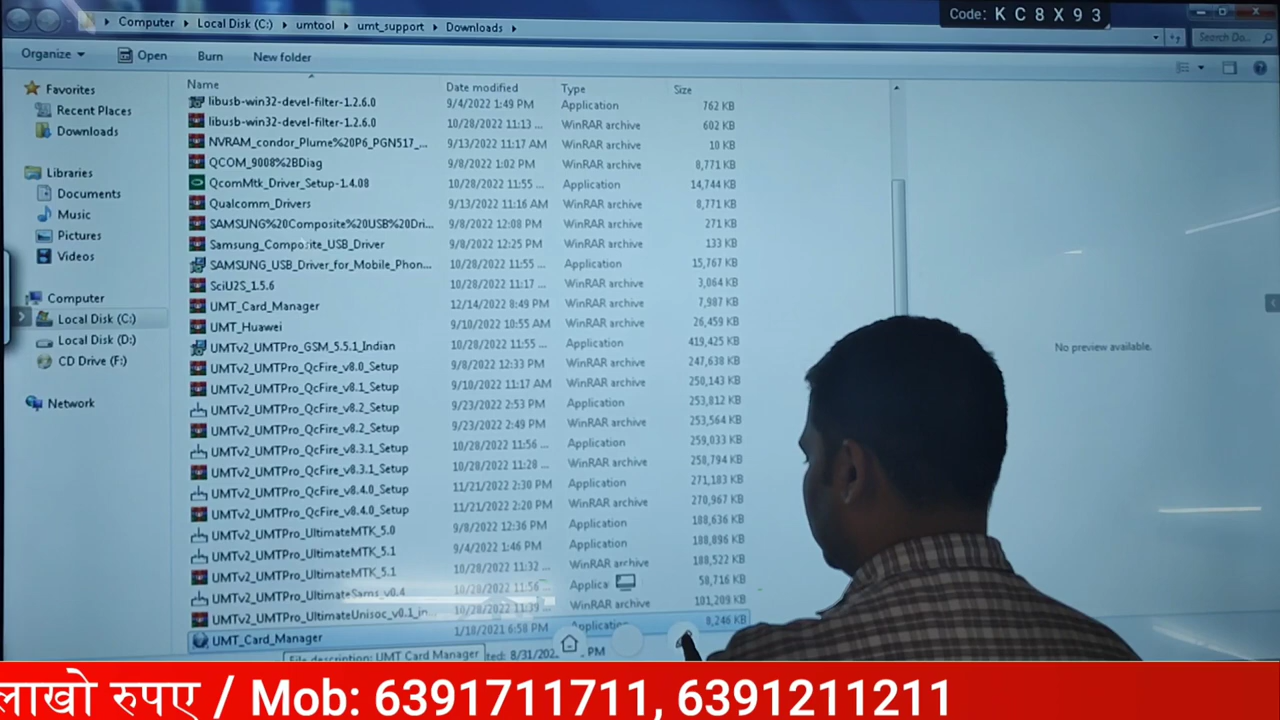 Code: K C 8 X 9 3
Computer Local Disk (C:) umtool umt_support Downloads
Search Do...
Organize Open Burn New folder
Name Date modified Type Size
libusb-win32-devel-filter-1.2.6.0 9/4/2022 1:49 PM Application 762 KB
libusb-win32-devel-filter-1.2.6.0 10/28/2022 11:13 ... WinRAR archive 602 KB
NVRAM_condor_Plume%20P6_PGN517_... 9/13/2022 11:17 AM WinRAR archive 10 KB
QCOM_9008%2BDiag 9/8/2022 1:02 PM WinRAR archive 8,771 KB
QcomMtk_Driver_Setup-1.4.08 10/28/2022 11:55 ... Application 14,744 KB
Qualcomm_Drivers 9/13/2022 11:16 AM WinRAR archive 8,771 KB
SAMSUNG%20Composite%20USB%20Dri... 9/8/2022 12:08 PM WinRAR archive 271 KB
Samsung_Composite_USB_Driver 9/8/2022 12:25 PM WinRAR archive 133 KB
SAMSUNG_USB_Driver_for_Mobile_Phon... 10/28/2022 11:55 ... Application 15,767 KB
SciU2S_1.5.6 10/28/2022 11:17 ... WinRAR archive 3,064 KB
UMT_Card_Manager 12/14/2022 8:49 PM WinRAR archive 7,987 KB
UMT_Huawei 9/10/2022 10:55 AM WinRAR archive 26,459 KB
UMTv2_UMTPro_GSM_5.5.1_Indian 10/28/2022 11:55 ... Application 419,425 KB
UMTv2_UMTPro_QcFire_v8.0_Setup 9/8/2022 12:33 PM WinRAR archive 247,638 KB
UMTv2_UMTPro_QcFire_v8.1_Setup 9/10/2022 11:17 AM WinRAR archive 250,143 KB
UMTv2_UMTPro_QcFire_v8.2_Setup 9/23/2022 2:53 PM Application 253,812 KB
UMTv2_UMTPro_QcFire_v8.2_Setup 9/23/2022 2:49 PM WinRAR archive 253,564 KB
UMTv2_UMTPro_QcFire_v8.3.1_Setup 10/28/2022 11:56 ... Application 259,033 KB
UMTv2_UMTPro_QcFire_v8.3.1_Setup 10/28/2022 11:28 ... WinRAR archive 258,794 KB
UMTv2_UMTPro_QcFire_v8.4.0_Setup 11/21/2022 2:30 PM Application 271,183 KB
UMTv2_UMTPro_QcFire_v8.4.0_Setup 11/21/2022 2:20 PM WinRAR archive 270,967 KB
UMTv2_UMTPro_UltimateMTK_5.0 9/8/2022 12:36 PM Application 188,636 KB
UMTv2_UMTPro_UltimateMTK_5.1 9/4/2022 1:46 PM Application 188,896 KB
UMTv2_UMTPro_UltimateMTK_5.1 10/28/2022 11:32 ... WinRAR archive 188,522 KB
UMTv2_UMTPro_UltimateSams_v0.4 10/28/2022 11:56 Applica 58,716 KB
UMTv2_UMTPro_UltimateUnisoc_v0.1_in... 10/28/2022 11:39 ... WinRAR archive 101,209 KB
UMT_Card_Manager 1/18/2021 6:58 PM Application 8,246 KB
File description: UMT Card Manager ted: 8/31/202 PM
Favorites
Recent Places
Downloads
Libraries
Documents
Music
Pictures
Videos
Computer
Local Disk (C:)
Local Disk (D:)
CD Drive (F:)
Network
No preview available.
लाखो रुपए / Mob: 6391711711, 6391211211